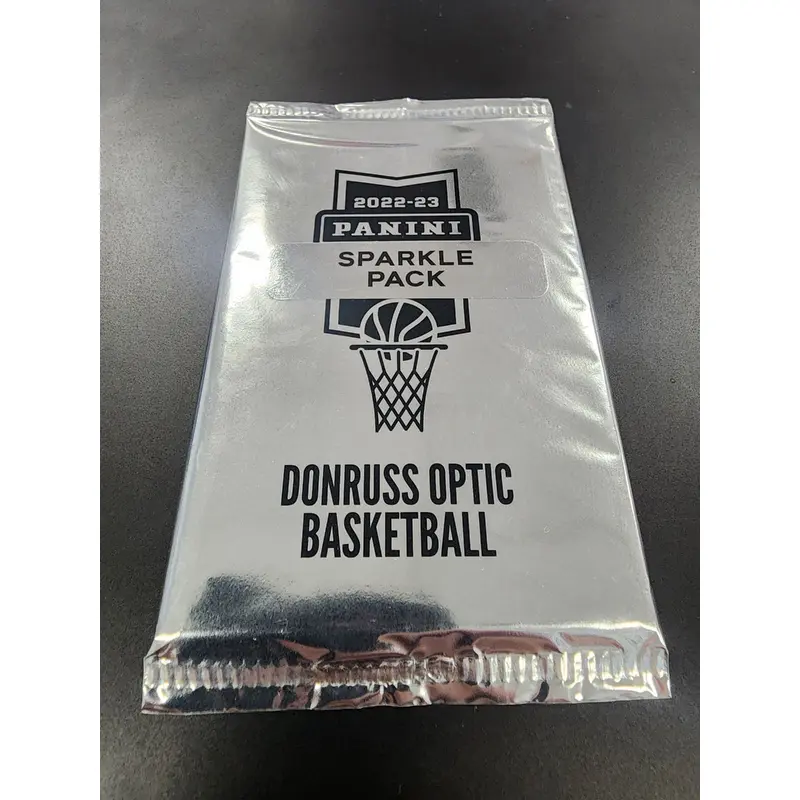 2022-23
PANINI
SPARKLE
PACK
DONRUSS OPTIC
BASKETBALL